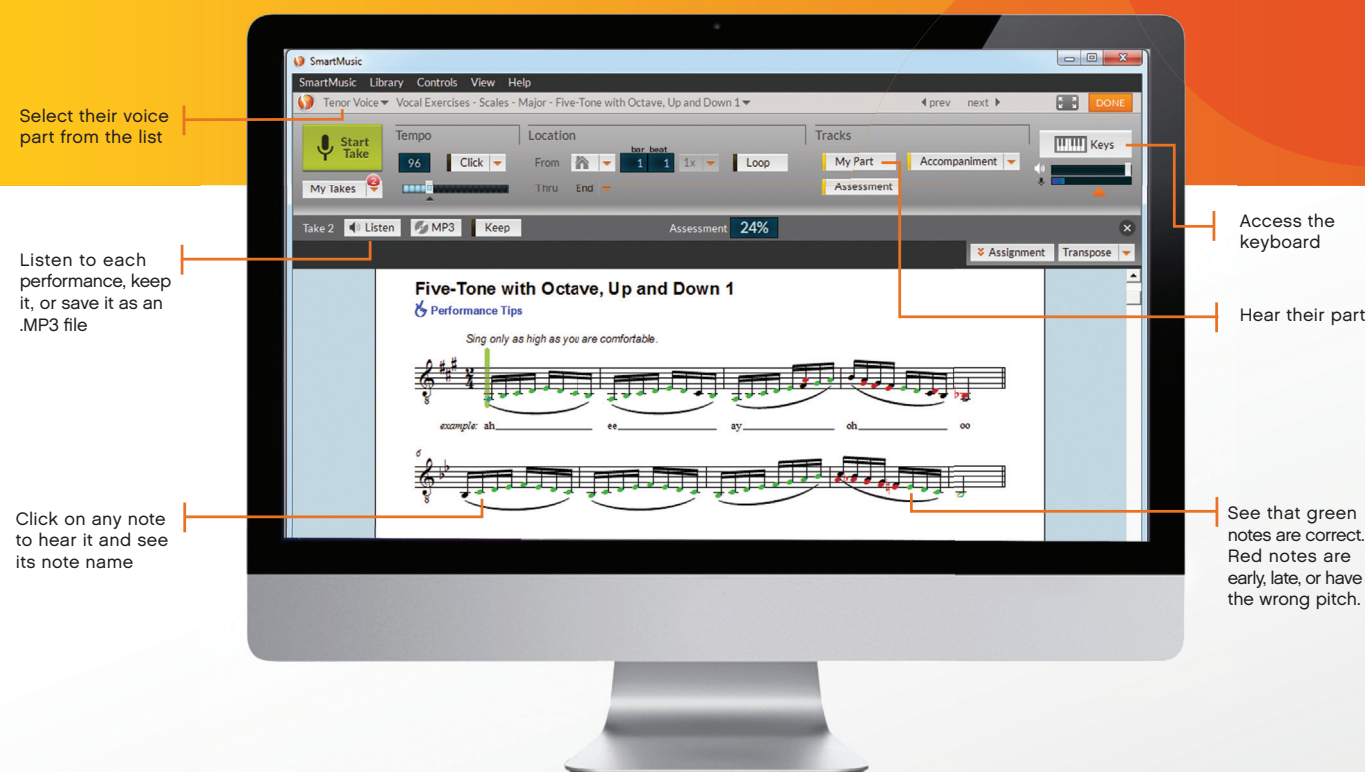 SmartMusic
SmartMusic Library Controls View Help
Tenor Voice Vocal Exercises - Scales - Major - Five-Tone with Octave, Up and Down 1 prev next DONE
Start
Take
My Takes 2
Tempo
96 Click
Location
bar beat
From 1 1 1x Loop
Thru End
Tracks
My Part Accompaniment
Assessment
Keys
Take 2 Listen MP3 Keep Assessment 24%
Assignment Transpose
Five-Tone with Octave, Up and Down 1
Performance Tips
Sing only as high as you are comfortable.
2
4
8
example: ah ee ay oh oo
6
8
Select their voice
part from the list
Listen to each
performance, keep
it, or save it as an
.MP3 file
Click on any note
to hear it and see
its note name
Access the
keyboard
Hear their part
See that green
notes are correct.
Red notes are
early, late, or have
the wrong pitch.